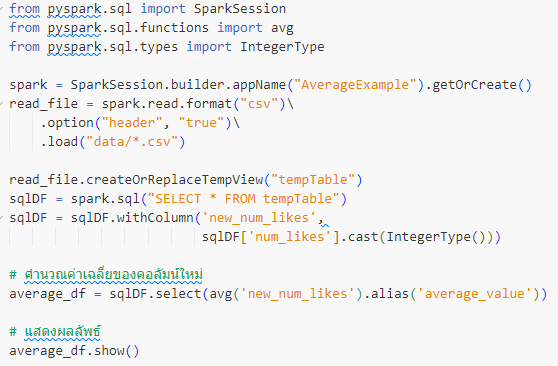 from pyspark.sql import SparkSession
from pyspark.sql.functions import avg
from pyspark.sql.types import IntegerType
spark = SparkSession.builder.appName("AverageExample").getOrCreate()
read_file = spark.read.format("csv")\
.option("header", "true")\
.load("data/*.csv")
read_file.createOrReplaceTempView("tempTable")
sqlDF = spark.sql("SELECT * FROM tempTable")
sqlDF = sqlDF.withColumn('new_num_likes',
sqlDF['num_likes'].cast(IntegerType()))
# คำนวณค่าเฉลี่ยของคอลัมน์ใหม่
average_df = sqlDF.select(avg('new_num_likes').alias('average_value'))
# แสดงผลลัพธ์
average_df.show()